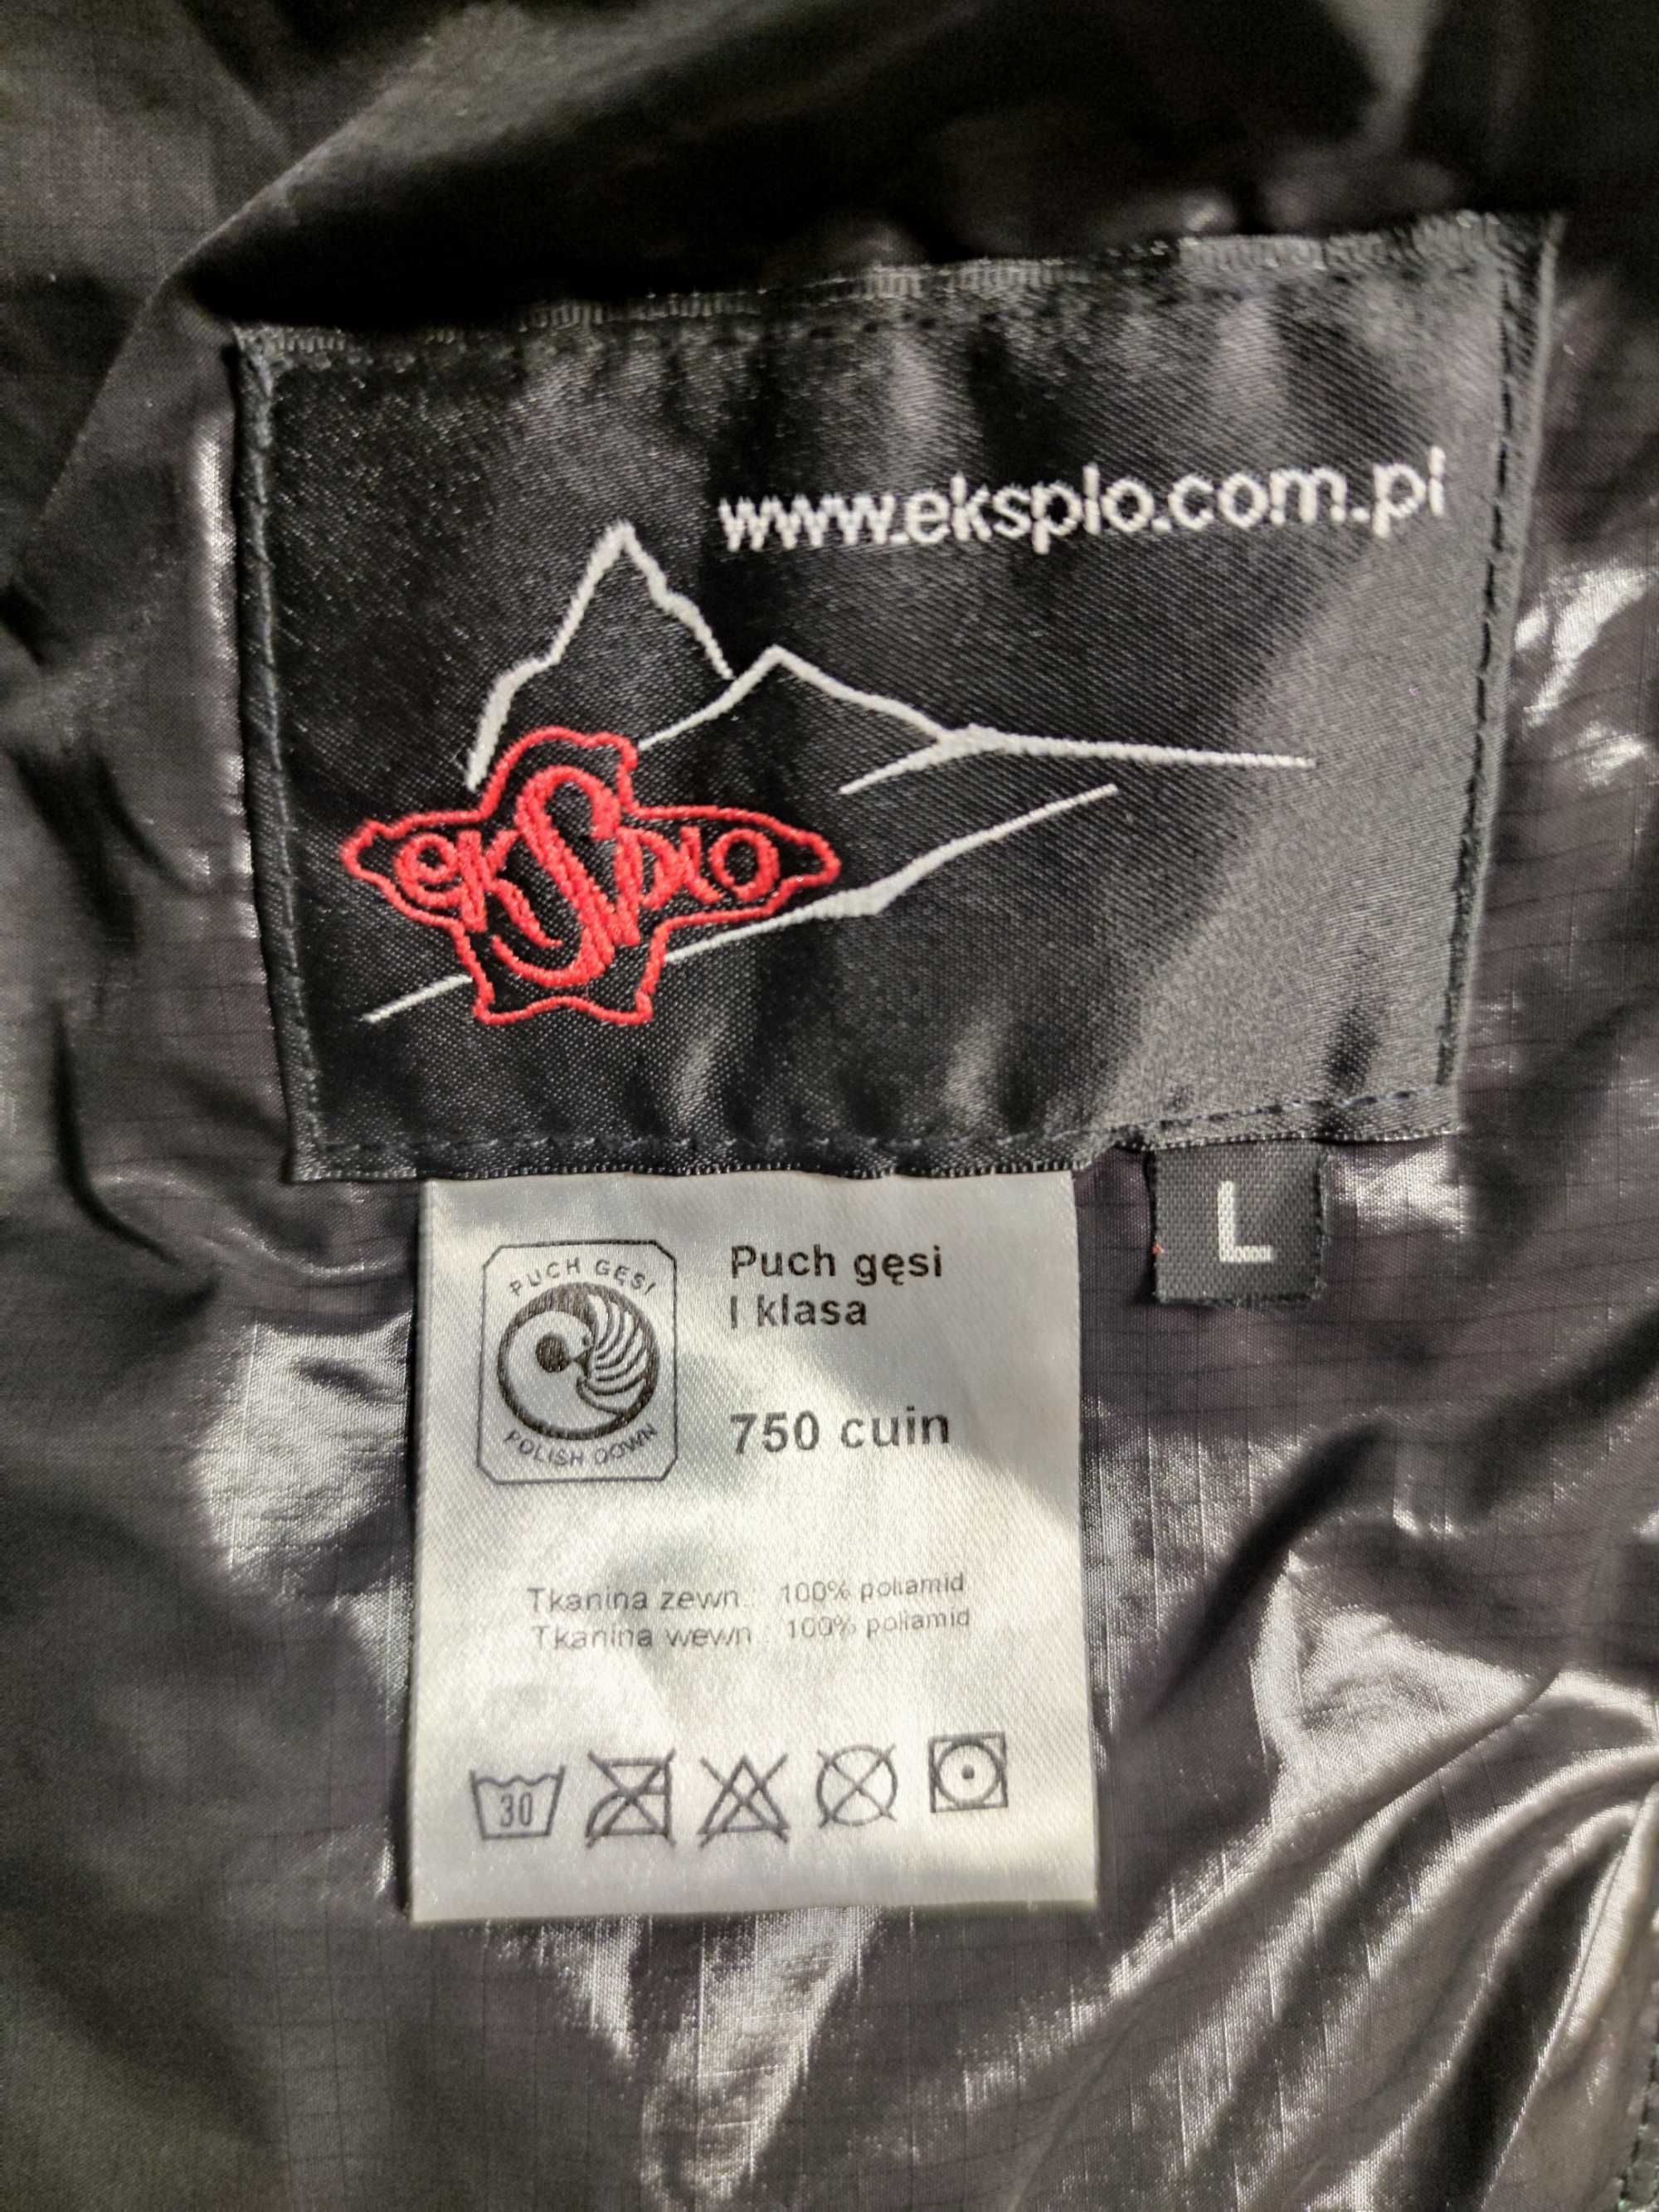 www.eksplo.com.pl
eksplo
L
PUCH GĘSI
POLISH DOWN
Puch gęsi
I klasa
750 cuin
Tkanina zewn.: 100% poliamid
Tkanina wewn.: 100% poliamid
30